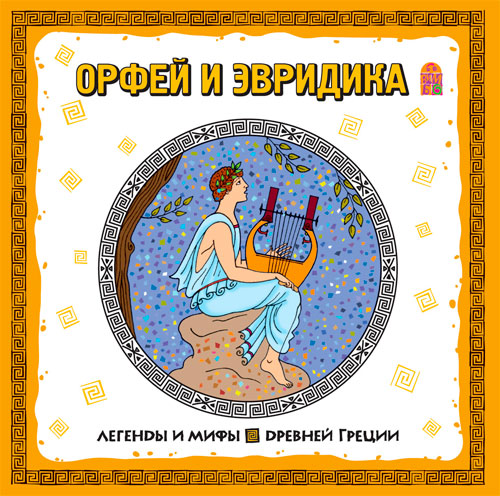 ОРФЕЙ И ЭВРИДИКА
ЛЕГЕНДЫ И МИФЫ ДРЕВНЕЙ ГРЕЦИИ